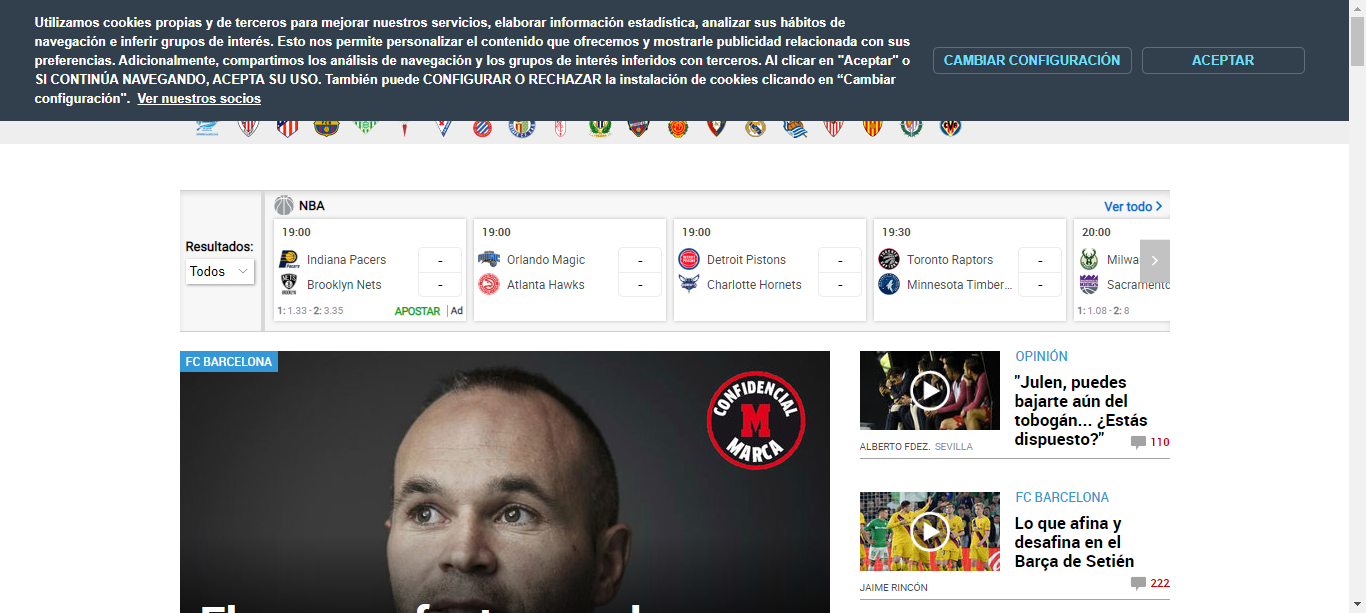 Utilizamos cookies propias y de terceros para mejorar nuestros servicios, elaborar información estadística, analizar sus hábitos de
navegación e inferir grupos de interés. Esto nos permite personalizar el contenido que ofrecemos y mostrarle publicidad relacionada con sus
preferencias. Adicionalmente, compartimos los análisis de navegación y los grupos de interés inferidos con terceros. Al clicar en "Aceptar" o
SI CONTINÚA NAVEGANDO, ACEPTA SU USO. También puede CONFIGURAR O RECHAZAR la instalación de cookies clicando en “Cambiar
configuración". Ver nuestros socios
CAMBIAR CONFIGURACIÓN
ACEPTAR
Resultados:
Todos
NBA
Ver todo
19:00
Indiana Pacers -
Brooklyn Nets -
1: 1.33 - 2: 3.35
APOSTAR | Ad
19:00
Orlando Magic -
Atlanta Hawks -
19:00
Detroit Pistons -
Charlotte Hornets -
19:30
Toronto Raptors -
Minnesota Timber... -
20:00
Milwa
Sacramento
1: 1.08 - 2: 8
FC BARCELONA
CONFIDENCIAL
M
MARCA
OPINIÓN
"Julen, puedes
bajarte aún del
tobogán... ¿Estás
dispuesto?"
110
ALBERTO FDEZ. SEVILLA
FC BARCELONA
Lo que afina y
desafina en el
Barça de Setién
222
JAIME RINCÓN